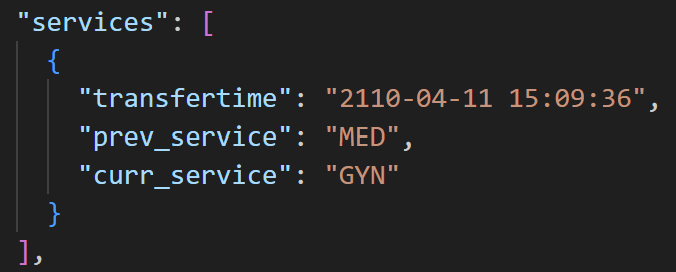 "services": [
{
"transfertime": "2110-04-11 15:09:36",
"prev_service": "MED",
"curr_service": "GYN"
}
],